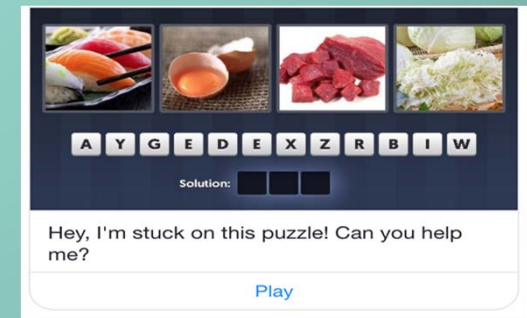 A Y G E D E X Z R B I W
Solution:
Hey, I'm stuck on this puzzle! Can you help
me?
Play